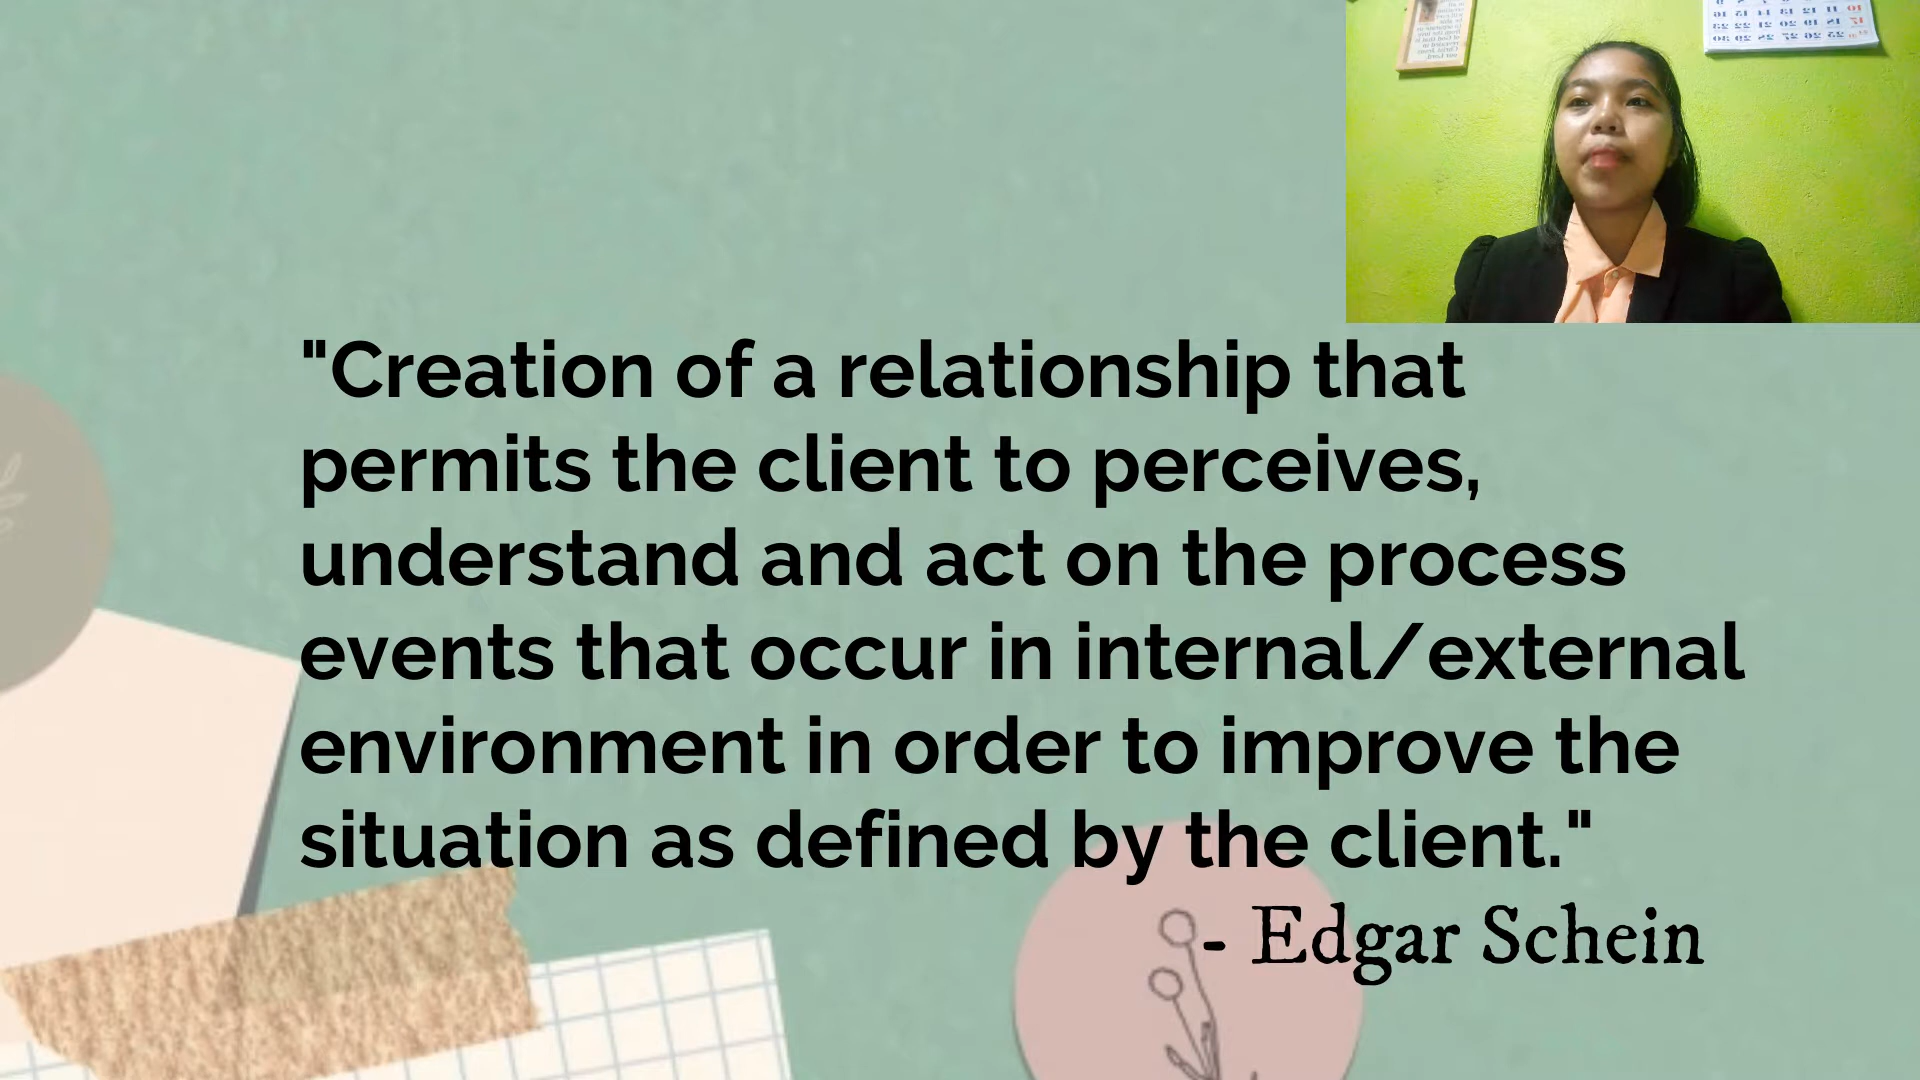 "Creation of a relationship that
permits the client to perceives,
understand and act on the process
events that occur in internal/external
environment in order to improve the
situation as defined by the client."
- Edgar Schein